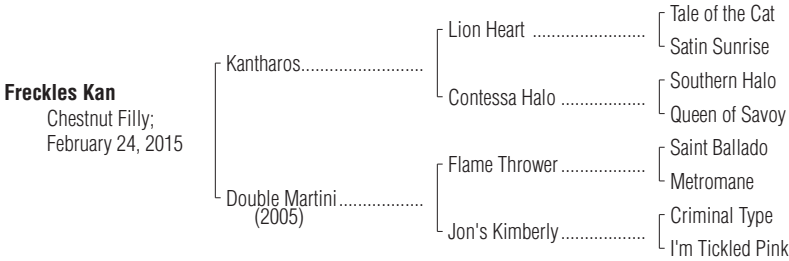 Freckles Kan
Chestnut Filly;
February 24, 2015
Kantharos........................
Double Martini.................
(2005)
Lion Heart .......................
Contessa Halo .................
Flame Thrower .................
Jon's Kimberly.................
Tale of the Cat
Satin Sunrise
Southern Halo
Queen of Savoy
Saint Ballado
Metromane
Criminal Type
I'm Tickled Pink